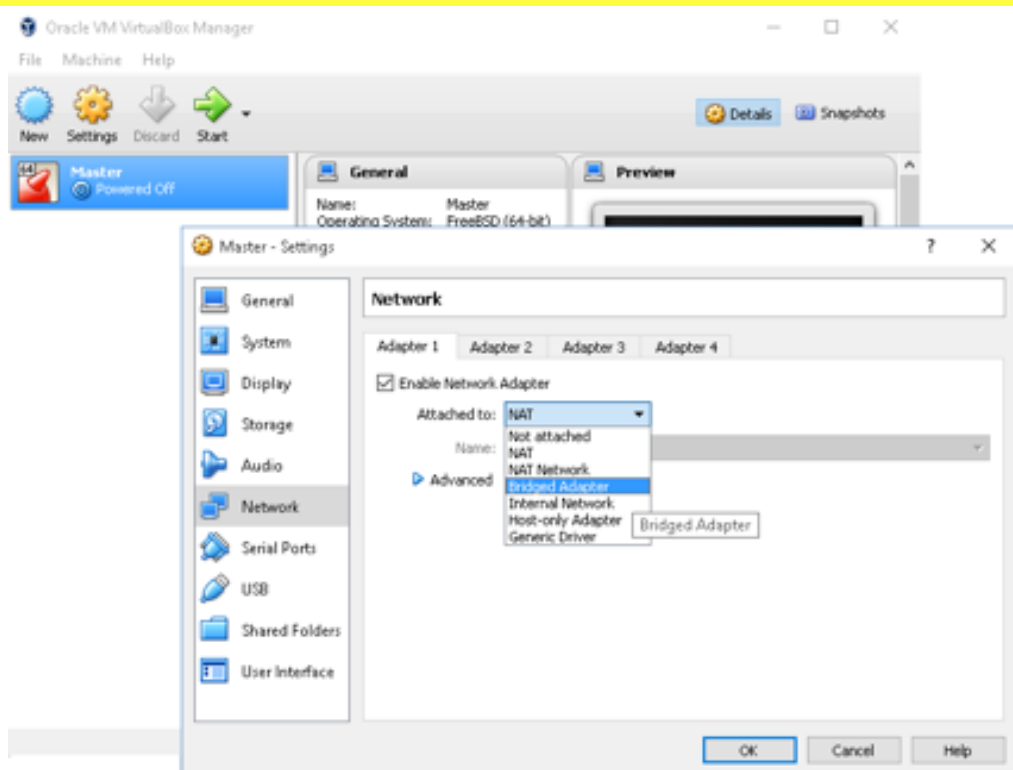 Oracle VM VirtualBox Manager
File Machine Help
New Settings Discard Start
Details Snapshots
64 Master
Powered Off
General
Name: Master
Operating System: FreeBSD (64-bit)
Preview
Master - Settings ?
General
System
Display
Storage
Audio
Network
Serial Ports
USB
Shared Folders
User Interface
Network
Adapter 1 Adapter 2 Adapter 3 Adapter 4
Enable Network Adapter
Attached to: NAT
Name:
Advanced
Not attached
NAT
NAT Network
Bridged Adapter
Internal Network
Host-only Adapter
Generic Driver
Bridged Adapter
OK Cancel Help